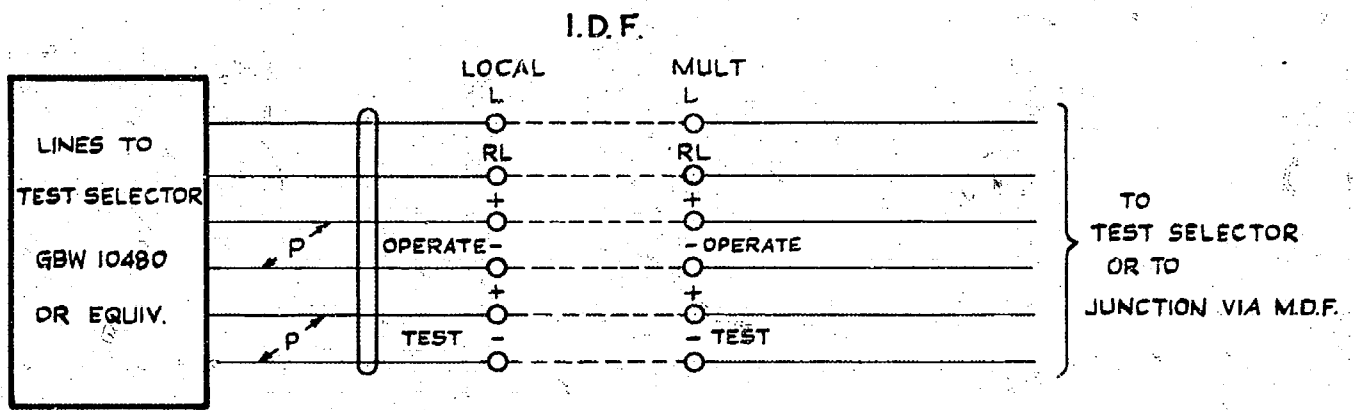 I.D.F.
LOCAL MULT
L L
LINES TO
TEST SELECTOR
GBW 10480
OR EQUIV.
RL RL
+ +
P OPERATE - - OPERATE
+ +
P TEST - - TEST
TO
TEST SELECTOR
OR TO
JUNCTION VIA M.D.F.